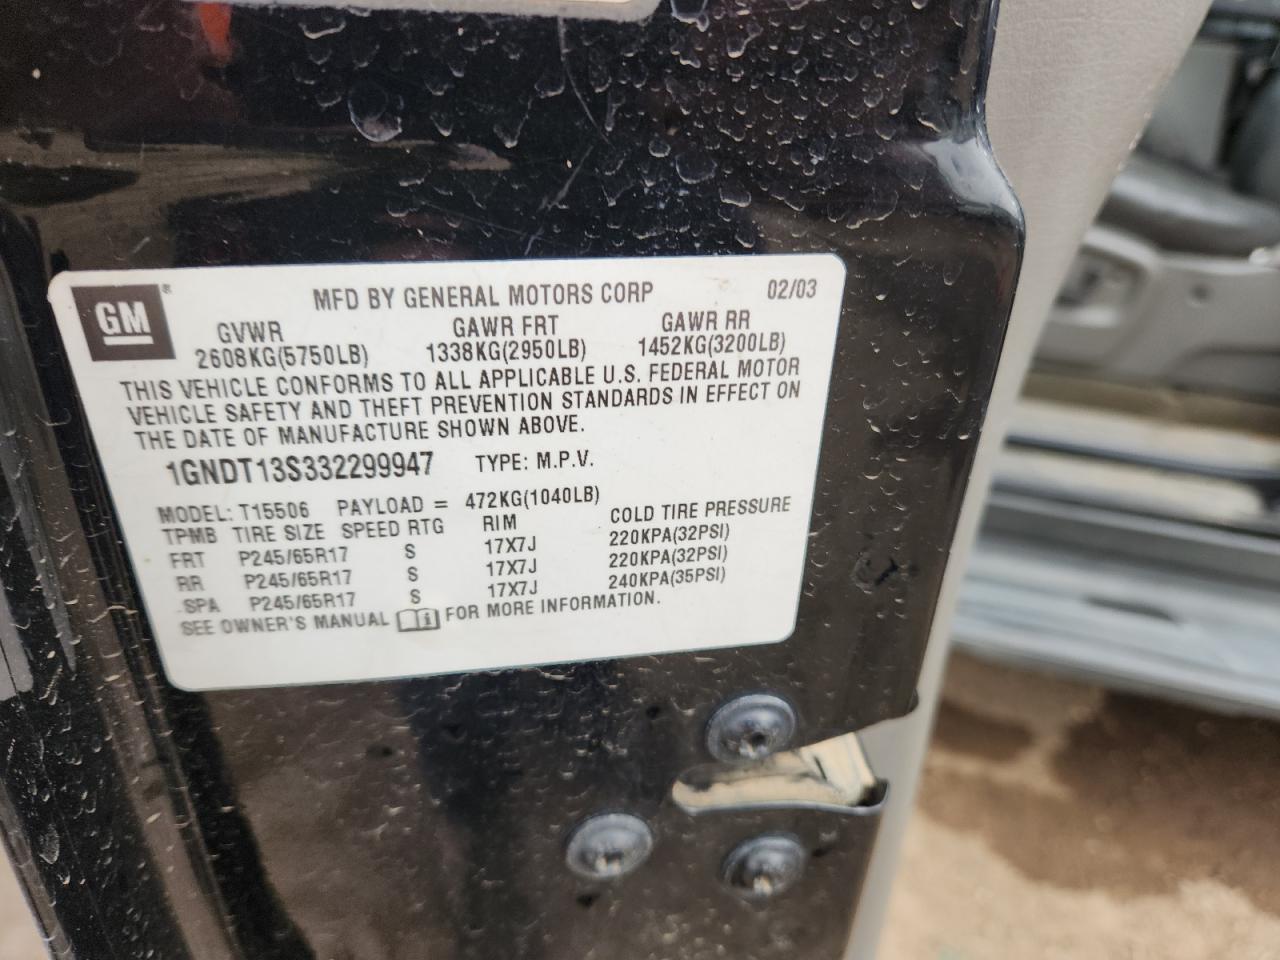 GM®
MFD BY GENERAL MOTORS CORP 02/03
GVWR GAWR FRT GAWR RR
2608KG(5750LB) 1338KG(2950LB) 1452KG(3200LB)
THIS VEHICLE CONFORMS TO ALL APPLICABLE U.S. FEDERAL MOTOR
VEHICLE SAFETY AND THEFT PREVENTION STANDARDS IN EFFECT ON
THE DATE OF MANUFACTURE SHOWN ABOVE.
1GNDT13S332299947 TYPE: M.P.V.
MODEL: T15506 PAYLOAD = 472KG(1040LB)
TPMB TIRE SIZE SPEED RTG RIM COLD TIRE PRESSURE
FRT P245/65R17 S 17X7J 220KPA(32PSI)
RR P245/65R17 S 17X7J 220KPA(32PSI)
SPA P245/65R17 S 17X7J 240KPA(35PSI)
SEE OWNER'S MANUAL FOR MORE INFORMATION.